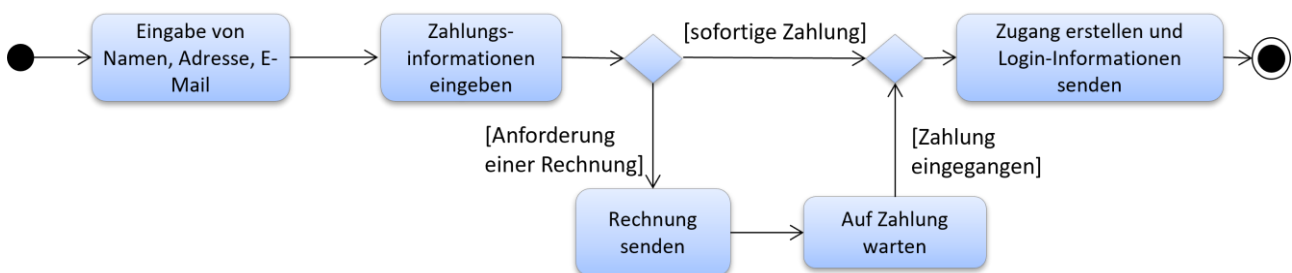 Eingabe von
Namen, Adresse, E-
Mail
Zahlungs-
informationen
eingeben
[sofortige Zahlung]
Zugang erstellen und
Login-Informationen
senden
[Anforderung
einer Rechnung]
[Zahlung
eingegangen]
Rechnung
senden
Auf Zahlung
warten